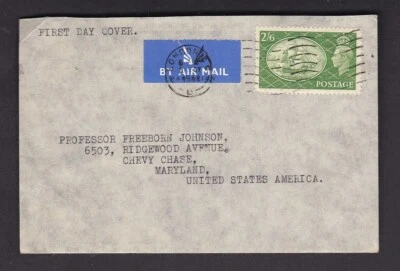 FIRST DAY COVER.
2/6
BY AIR MAIL
POSTAGE
PROFESSOR FREEBORN JOHNSON,
6503, RIDGEWOOD AVENUE,
CHEVY CHASE,
MARYLAND,
UNITED STATES AMERICA.